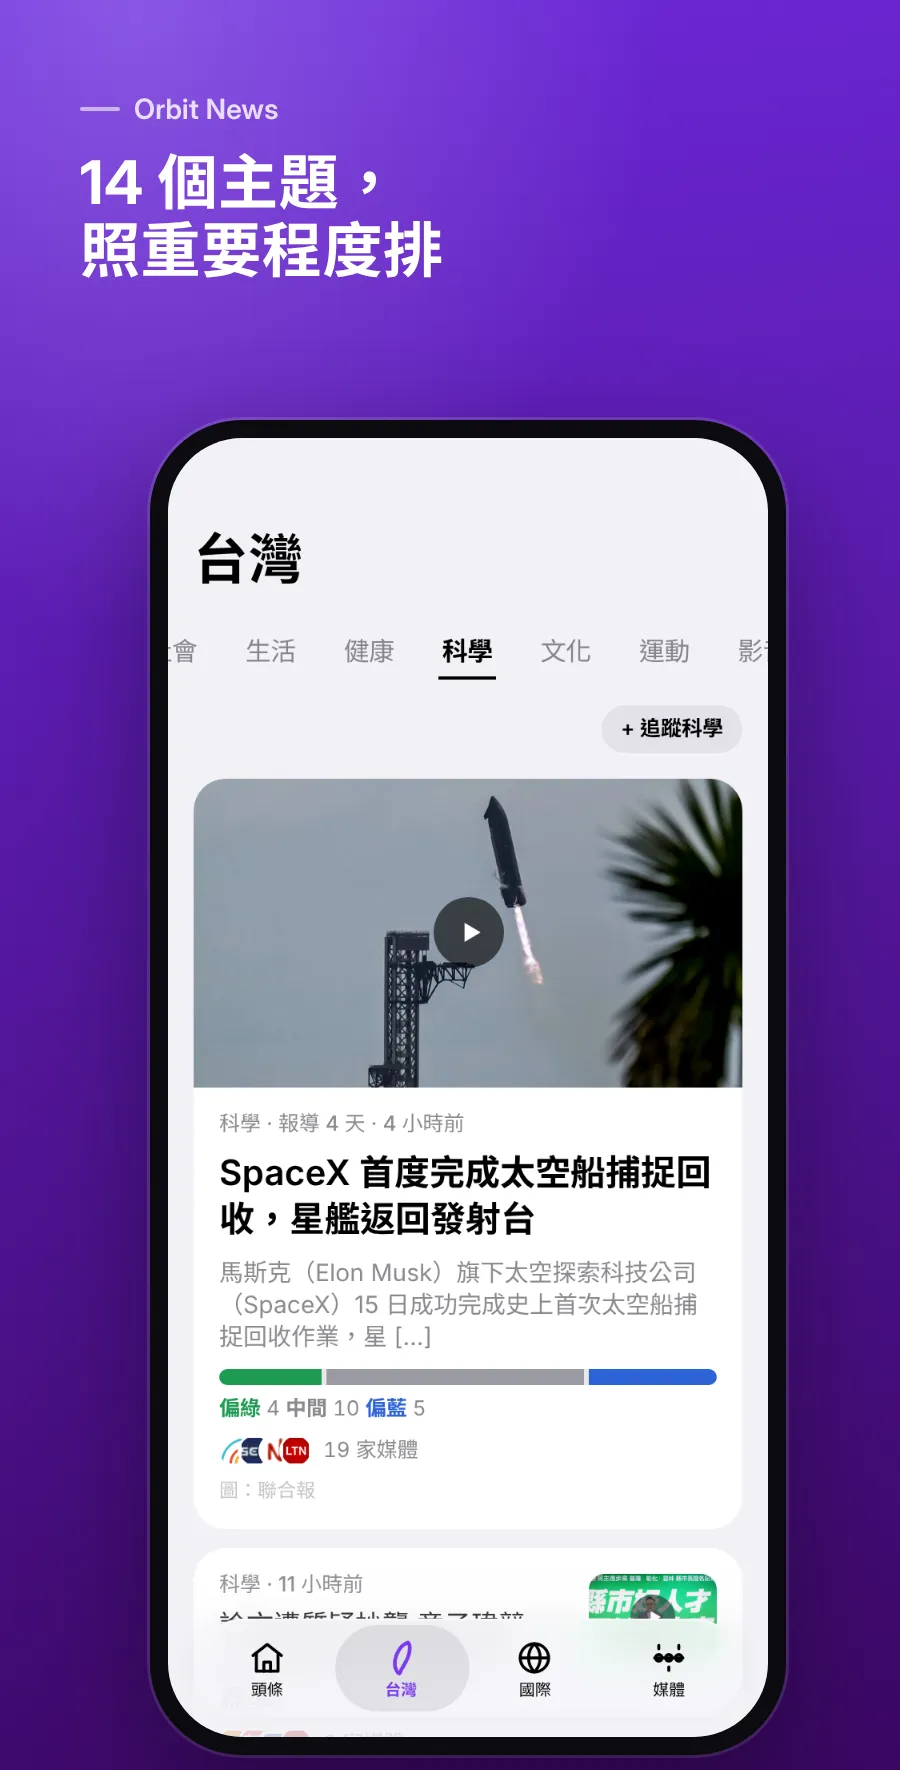 Orbit News
14 個主題，
照重要程度排
台灣
會 生活 健康 科學 文化 運動 影
+ 追蹤科學
科學 · 報導 4 天 · 4 小時前
SpaceX 首度完成太空船捕捉回
收，星艦返回發射台
馬斯克（Elon Musk）旗下太空探索科技公司
（SpaceX）15 日成功完成史上首次太空船捕
捉回收作業，星 [...]
偏綠 4 中間 10 偏藍 5
SE N LTN 19 家媒體
圖：聯合報
科學 · 11 小時前
縣市 人才
頭條 台灣 國際 媒體